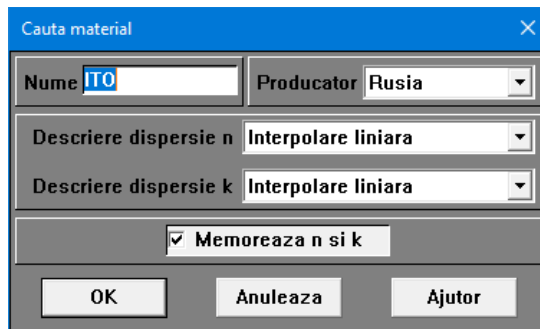 Cauta material
Nume ITO Producator Rusia
Descriere dispersie n Interpolare liniara
Descriere dispersie k Interpolare liniara
Memoreaza n si k
OK Anuleaza Ajutor